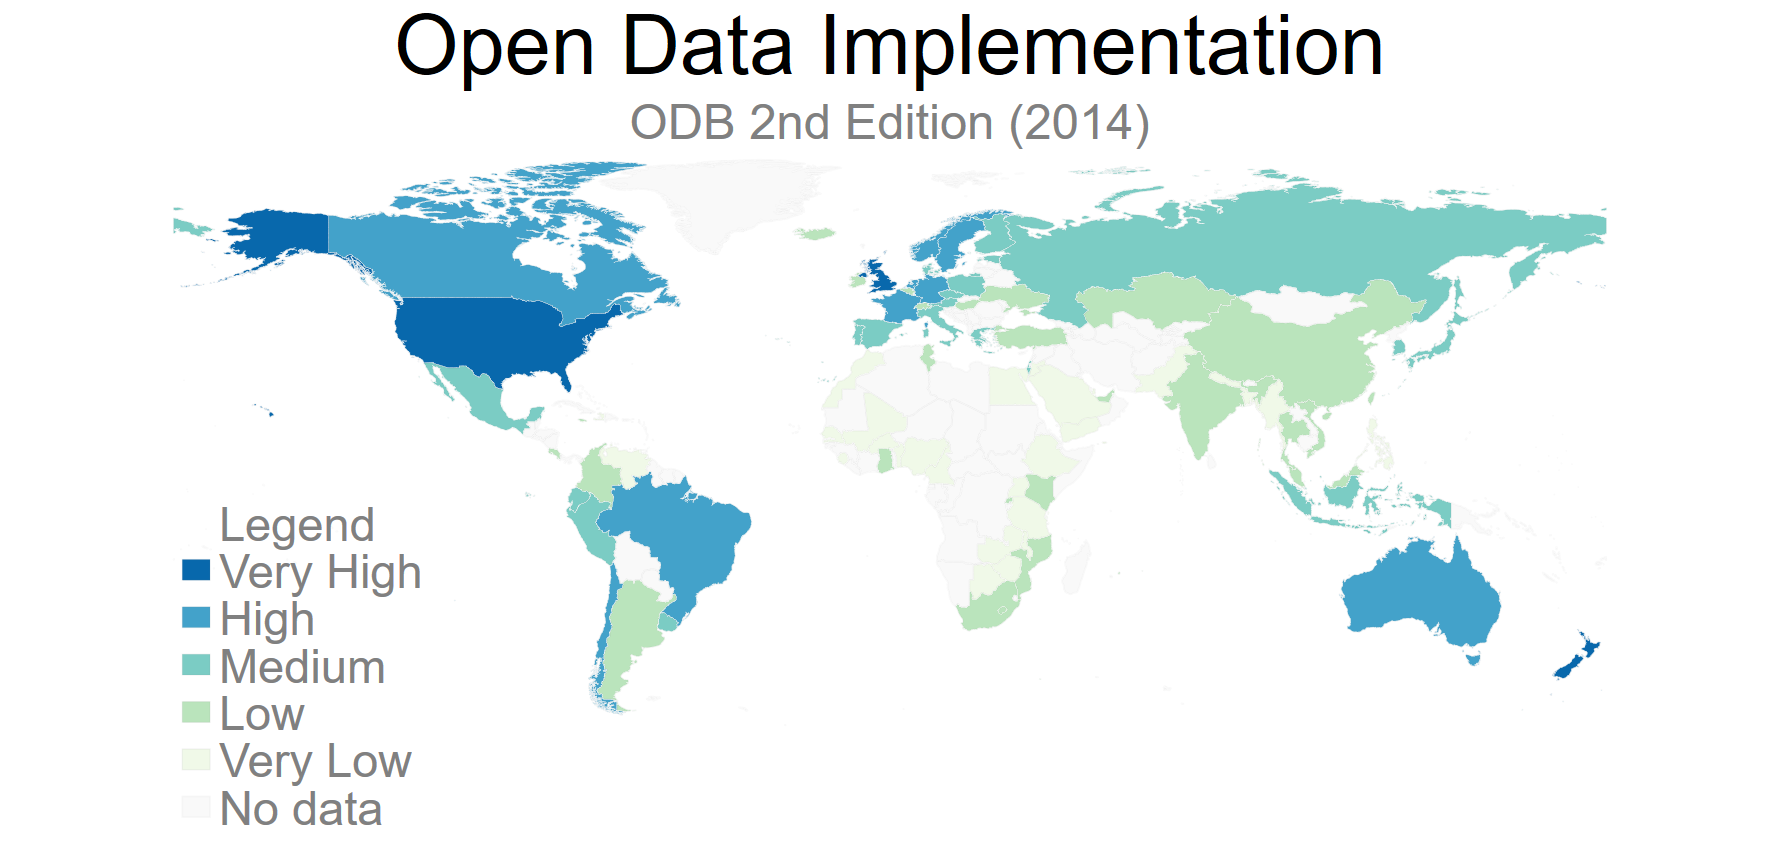 Open Data Implementation
ODB 2nd Edition (2014)
Legend
Very High
High
Medium
Low
Very Low
No data